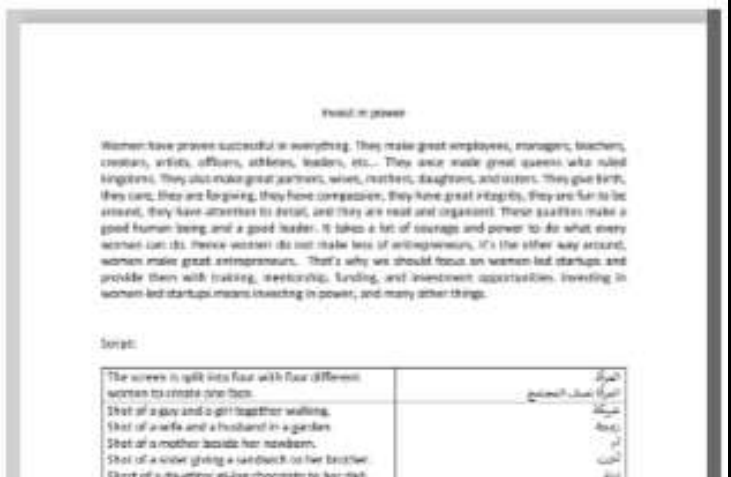 Invest in power
Women have proven successful in everything. They make great employees, managers, teachers,
creators, artists, officers, athletes, leaders, etc... They once made great queens who ruled
kingdoms. They also make great partners, wives, mothers, daughters, and sisters. They give birth,
they care, they are forgiving, they have compassion, they have great integrity, they are fun to be
around, they have attention to detail, and they are neat and organized. These qualities make a
good human being and a good leader. It takes a lot of courage and power to do what every
woman can do. Hence women do not make less of entrepreneurs, it's the other way around,
women make great entrepreneurs. That's why we should focus on women led startups and
provide them with training, mentorship, funding, and investment opportunities. Investing in
women-led startups means investing in power, and many other things.
Script:
The screen is split into four with four different
women to create one face.
المرأة
المرأة نصف المجتمع
Shot of a guy and a girl together walking.
شريكة
Shot of a wife and a husband in a garden
زوجة
Shot of a mother beside her newborn.
أم
Shot of a sister giving a sandwich to her brother.
أخت
Short of a daughter giving chocolate to her dad.